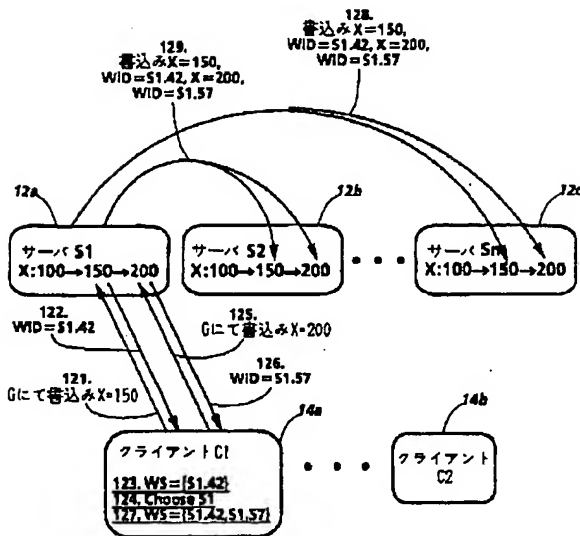 128.
書込みX=150,
WID=S1.42, X=200,
WID=S1.57
129.
書込みX=150,
WID=S1.42, X=200,
WID=S1.57
12a
12b
12c
サーバ S1
X:100→150→200
サーバ S2
X:100→150→200
サーバ Sm
X:100→150→200
122.
WID=S1.42
125.
Gにて書込みX=200
121.
Gにて書込みX=150
126.
WID=S1.57
14a
14b
クライアントC1
123. WS={S1.42}
124. Choose S1
127. WS={S1.42,S1,57}
クライアント
C2